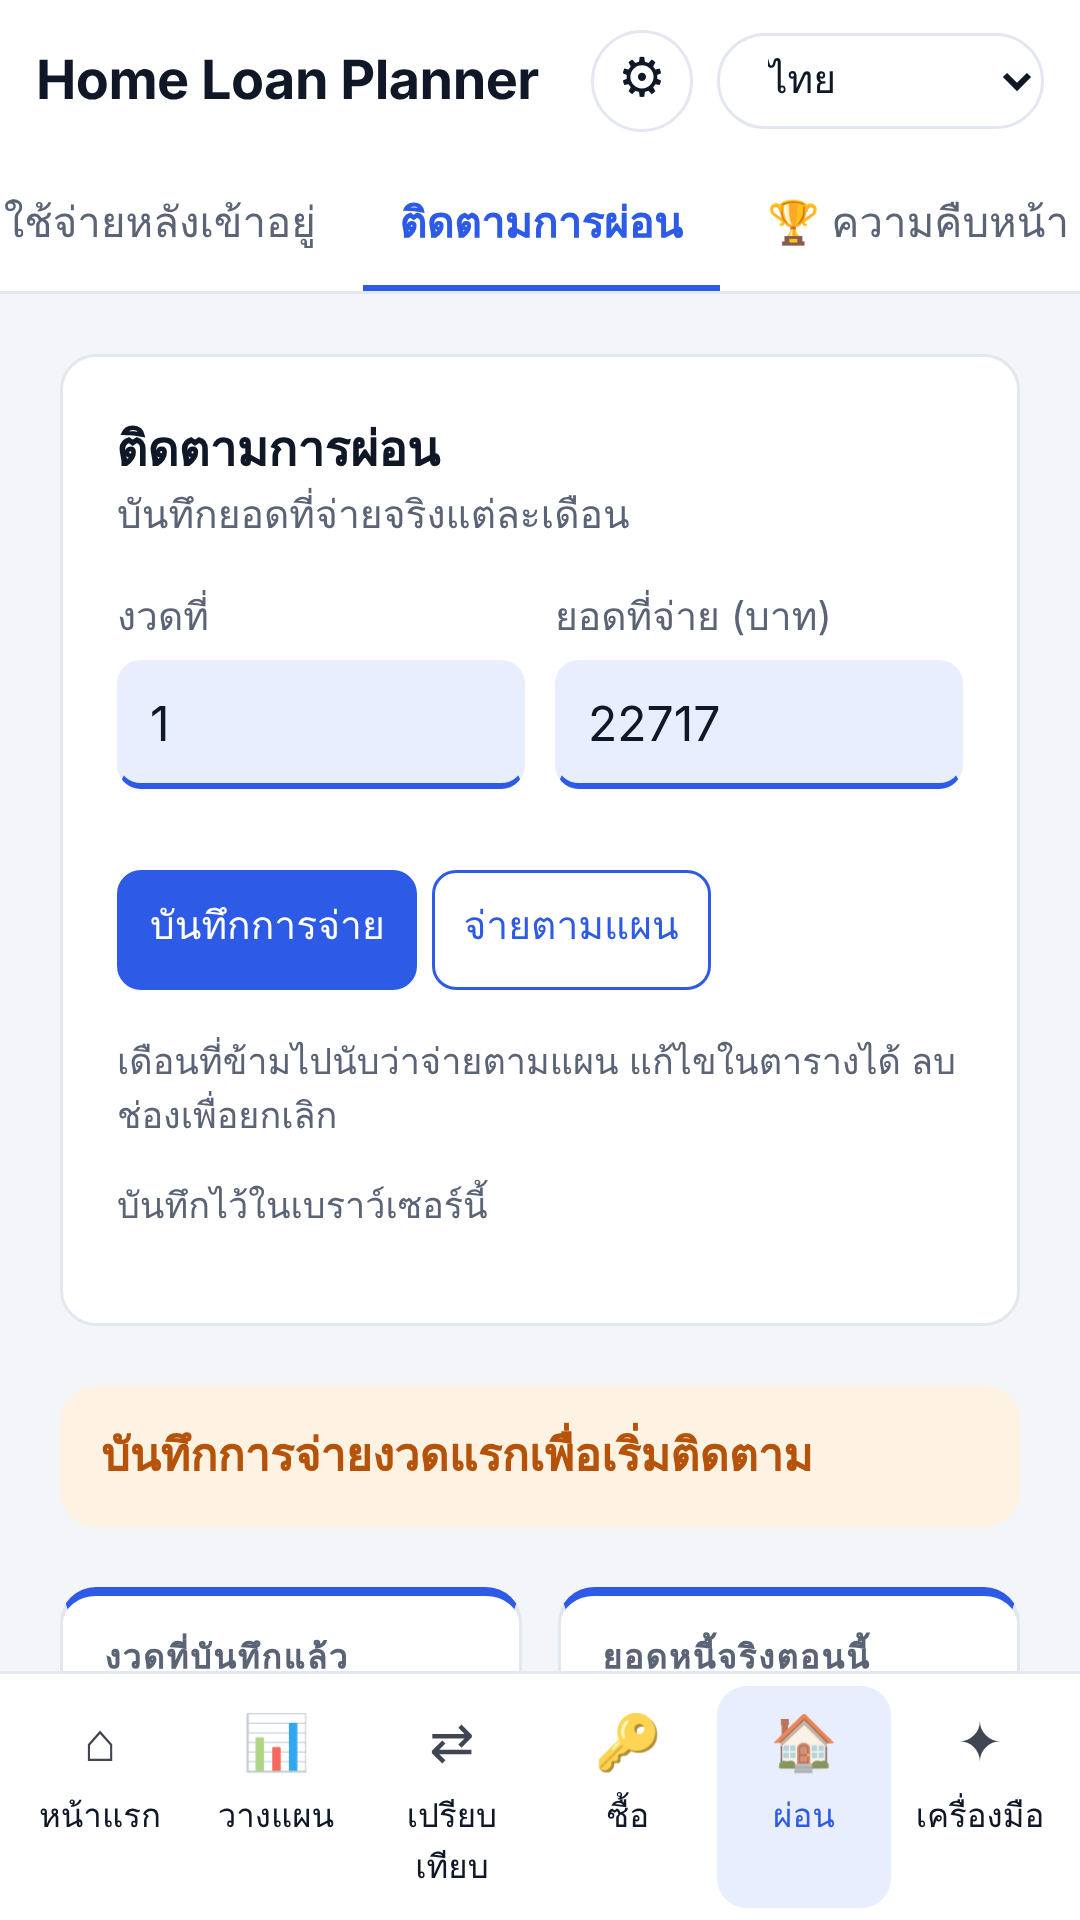 Home Loan Planner
ไทย
ใช้จ่ายหลังเข้าอยู่
ติดตามการผ่อน
ความคืบหน้า
ติดตามการผ่อน
บันทึกยอดที่จ่ายจริงแต่ละเดือน
งวดที่
ยอดที่จ่าย (บาท)
1
22717
บันทึกการจ่าย
จ่ายตามแผน
เดือนที่ข้ามไปนับว่าจ่ายตามแผน แก้ไขในตารางได้ ลบ
ช่องเพื่อยกเลิก
บันทึกไว้ในเบราว์เซอร์นี้
บันทึกการจ่ายงวดแรกเพื่อเริ่มติดตาม
งวดที่บันทึกแล้ว
ยอดหนี้จริงตอนนี้
หน้าแรก
วางแผน
เปรียบ
เทียบ
ซื้อ
ผ่อน
เครื่องมือ